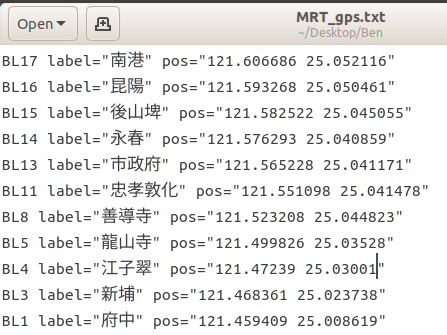 Open
MRT_gps.txt
~/Desktop/Ben
BL17 label="南港" pos="121.606686 25.052116"
BL16 label="昆陽" pos="121.593268 25.050461"
BL15 label="後山埤" pos="121.582522 25.045055"
BL14 label="永春" pos="121.576293 25.040859"
BL13 label="市政府" pos="121.565228 25.041171"
BL11 label="忠孝敦化" pos="121.551098 25.041478"
BL8 label="善導寺" pos="121.523208 25.044823"
BL5 label="龍山寺" pos="121.499826 25.03528"
BL4 label="江子翠" pos="121.47239 25.03001"
BL3 label="新埔" pos="121.468361 25.023738"
BL1 label="府中" pos="121.459409 25.008619"